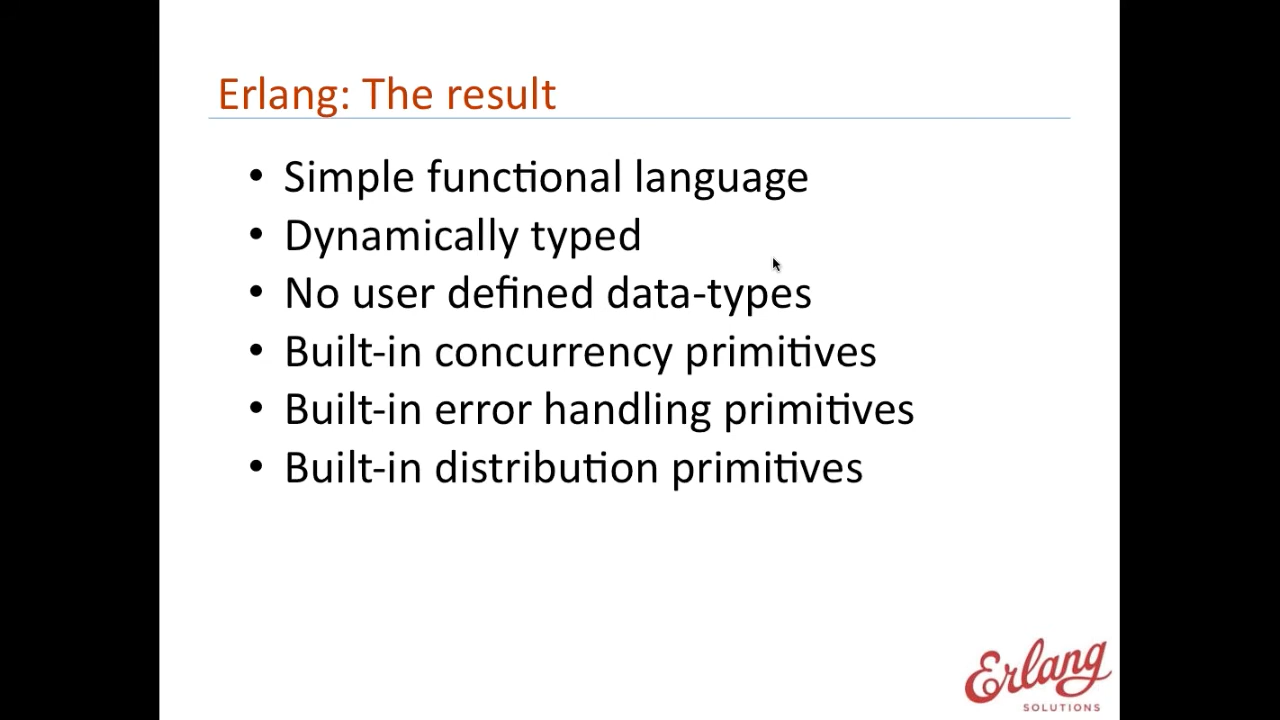 Erlang: The result
• Simple functional language
• Dynamically typed
• No user defined data-types
• Built-in concurrency primitives
• Built-in error handling primitives
• Built-in distribution primitives
Erlang
SOLUTIONS